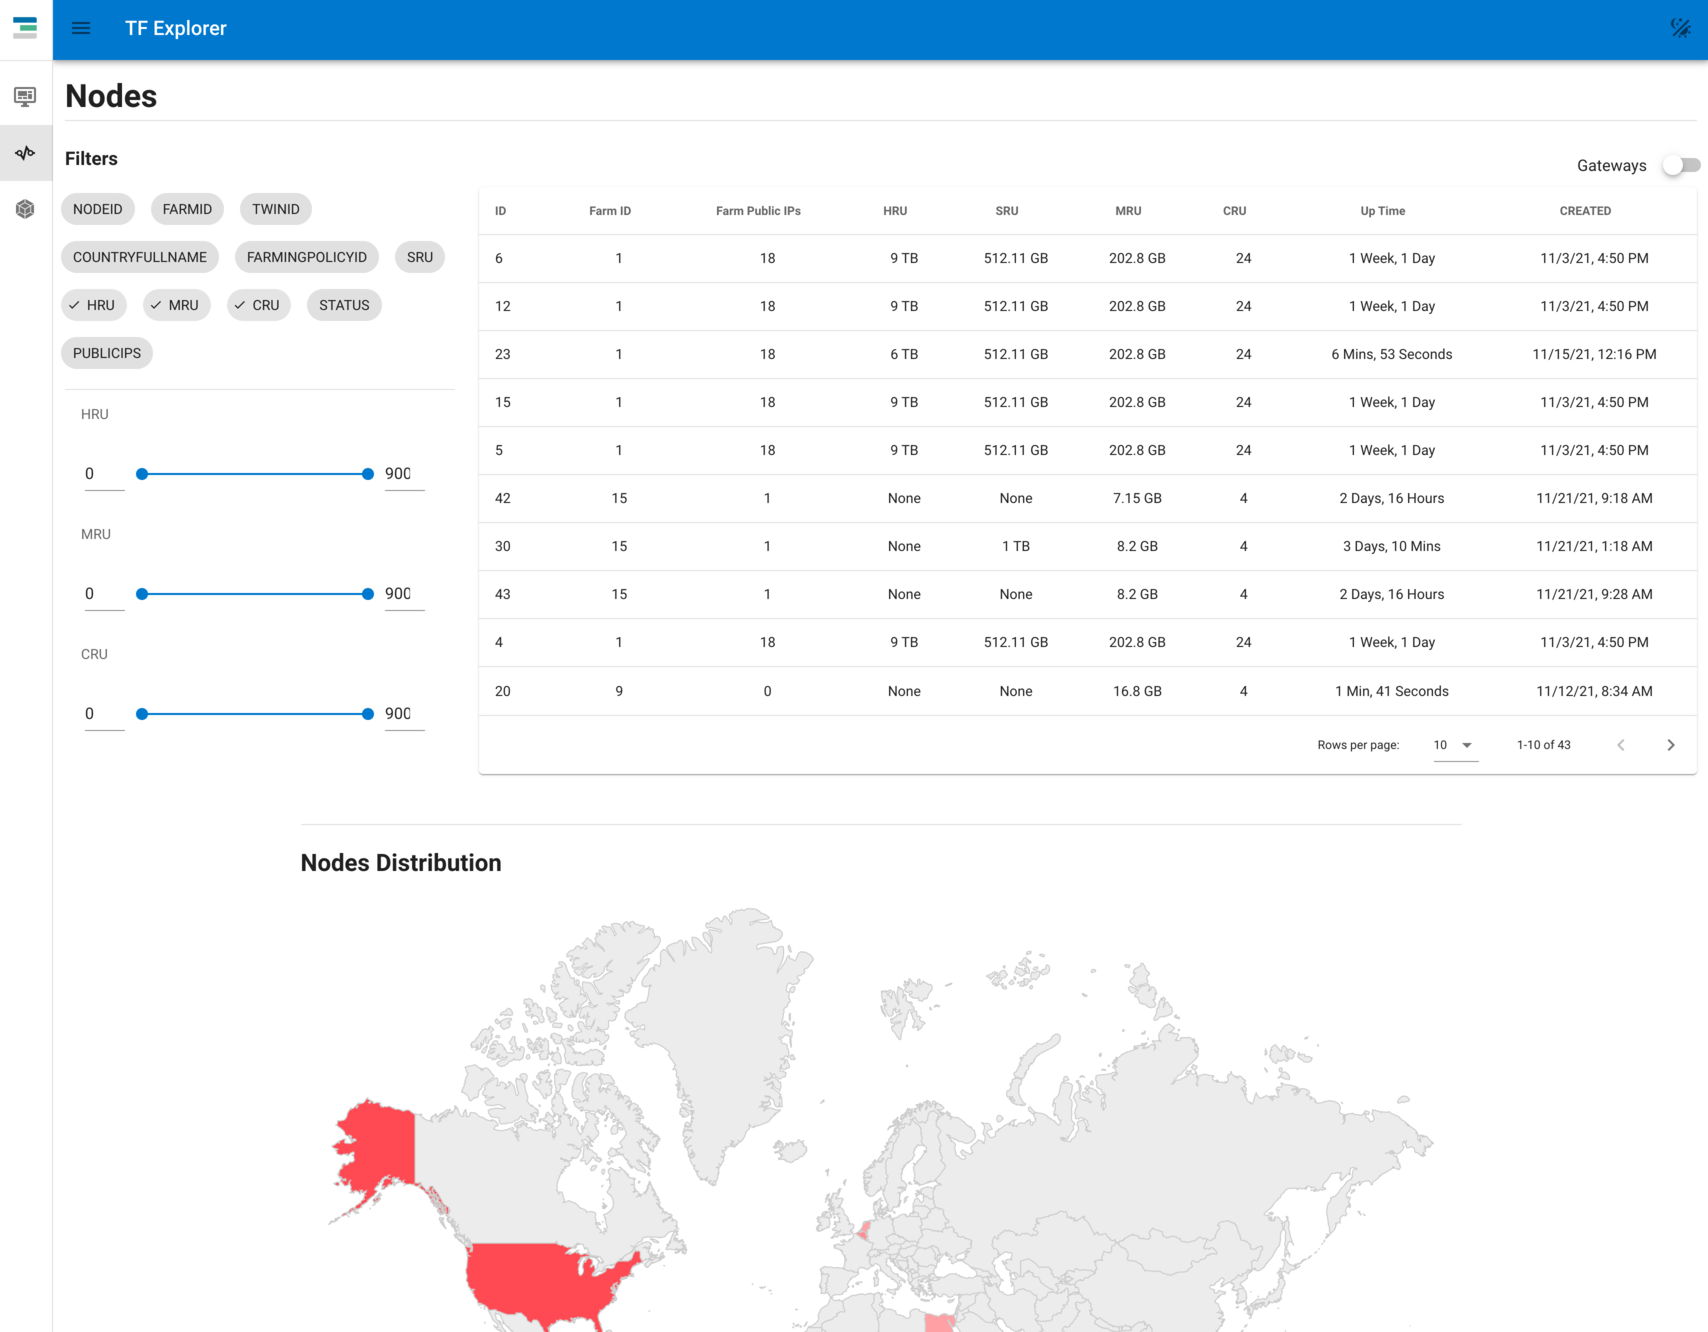 TF Explorer
Nodes
Filters
Gateways
NODEID FARMID TWINID
COUNTRYFULLNAME FARMINGPOLICYID SRU
HRU MRU CRU STATUS
PUBLICIPS
HRU
0 900
MRU
0 900
CRU
0 900
ID Farm ID Farm Public IPs HRU SRU MRU CRU Up Time CREATED
6 1 18 9 TB 512.11 GB 202.8 GB 24 1 Week, 1 Day 11/3/21, 4:50 PM
12 1 18 9 TB 512.11 GB 202.8 GB 24 1 Week, 1 Day 11/3/21, 4:50 PM
23 1 18 6 TB 512.11 GB 202.8 GB 24 6 Mins, 53 Seconds 11/15/21, 12:16 PM
15 1 18 9 TB 512.11 GB 202.8 GB 24 1 Week, 1 Day 11/3/21, 4:50 PM
5 1 18 9 TB 512.11 GB 202.8 GB 24 1 Week, 1 Day 11/3/21, 4:50 PM
42 15 1 None None 7.15 GB 4 2 Days, 16 Hours 11/21/21, 9:18 AM
30 15 1 None 1 TB 8.2 GB 4 3 Days, 10 Mins 11/21/21, 1:18 AM
43 15 1 None None 8.2 GB 4 2 Days, 16 Hours 11/21/21, 9:28 AM
4 1 18 9 TB 512.11 GB 202.8 GB 24 1 Week, 1 Day 11/3/21, 4:50 PM
20 9 0 None None 16.8 GB 4 1 Min, 41 Seconds 11/12/21, 8:34 AM
Rows per page: 10 1-10 of 43
Nodes Distribution